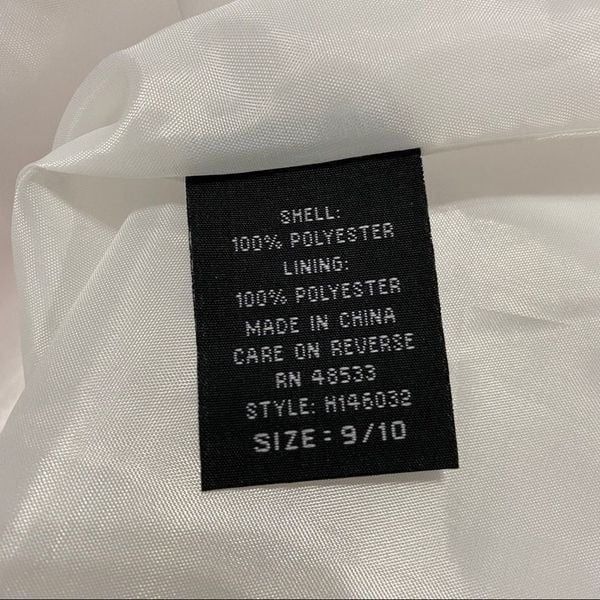 SHELL:
100% POLYESTER
LINING:
100% POLYESTER
MADE IN CHINA
CARE ON REVERSE
RN 48533
STYLE: H146032
SIZE: 9/10